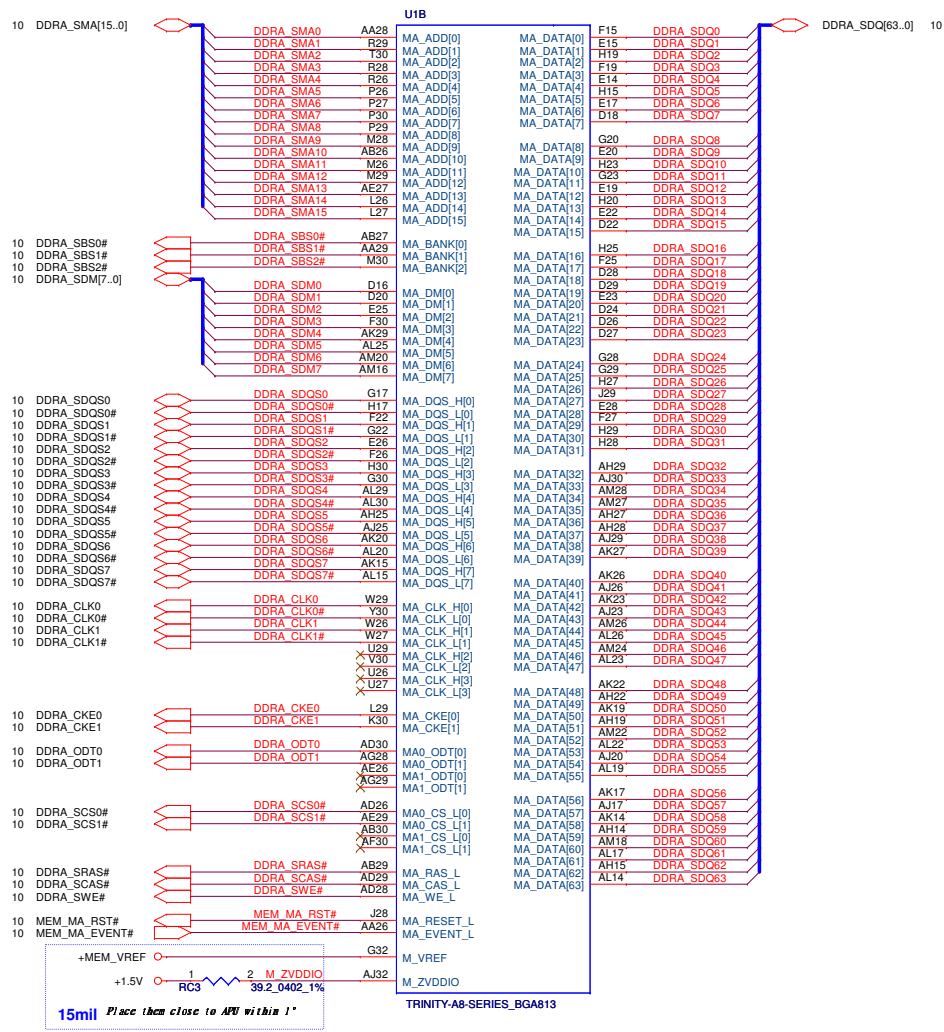 U1B
10 DDRA_SMA[15..0]
DDRA_SMA0 AA28 MA_ADD[0]
DDRA_SMA1 R29 MA_ADD[1]
DDRA_SMA2 T30 MA_ADD[2]
DDRA_SMA3 R28 MA_ADD[3]
DDRA_SMA4 R26 MA_ADD[4]
DDRA_SMA5 P26 MA_ADD[5]
DDRA_SMA6 P27 MA_ADD[6]
DDRA_SMA7 P30 MA_ADD[7]
DDRA_SMA8 P29 MA_ADD[8]
DDRA_SMA9 M28 MA_ADD[9]
DDRA_SMA10 AB26 MA_ADD[10]
DDRA_SMA11 M26 MA_ADD[11]
DDRA_SMA12 M29 MA_ADD[12]
DDRA_SMA13 AE27 MA_ADD[13]
DDRA_SMA14 L26 MA_ADD[14]
DDRA_SMA15 L27 MA_ADD[15]
10 DDRA_SBS0# DDRA_SBS0# AB27 MA_BANK[0]
10 DDRA_SBS1# DDRA_SBS1# AA29 MA_BANK[1]
10 DDRA_SBS2# DDRA_SBS2# M30 MA_BANK[2]
10 DDRA_SDM[7..0]
DDRA_SDM0 D16 MA_DM[0]
DDRA_SDM1 D20 MA_DM[1]
DDRA_SDM2 E25 MA_DM[2]
DDRA_SDM3 F30 MA_DM[3]
DDRA_SDM4 AK29 MA_DM[4]
DDRA_SDM5 AL25 MA_DM[5]
DDRA_SDM6 AM20 MA_DM[6]
DDRA_SDM7 AM16 MA_DM[7]
10 DDRA_SDQS0 DDRA_SDQS0 G17 MA_DQS_H[0]
10 DDRA_SDQS0# DDRA_SDQS0# H17 MA_DQS_L[0]
10 DDRA_SDQS1 DDRA_SDQS1 F22 MA_DQS_H[1]
10 DDRA_SDQS1# DDRA_SDQS1# G22 MA_DQS_L[1]
10 DDRA_SDQS2 DDRA_SDQS2 E26 MA_DQS_H[2]
10 DDRA_SDQS2# DDRA_SDQS2# F26 MA_DQS_L[2]
10 DDRA_SDQS3 DDRA_SDQS3 H30 MA_DQS_H[3]
10 DDRA_SDQS3# DDRA_SDQS3# G30 MA_DQS_L[3]
10 DDRA_SDQS4 DDRA_SDQS4 AL29 MA_DQS_H[4]
10 DDRA_SDQS4# DDRA_SDQS4# AL30 MA_DQS_L[4]
10 DDRA_SDQS5 DDRA_SDQS5 AH25 MA_DQS_H[5]
10 DDRA_SDQS5# DDRA_SDQS5# AJ25 MA_DQS_L[5]
10 DDRA_SDQS6 DDRA_SDQS6 AK20 MA_DQS_H[6]
10 DDRA_SDQS6# DDRA_SDQS6# AL20 MA_DQS_L[6]
10 DDRA_SDQS7 DDRA_SDQS7 AK15 MA_DQS_H[7]
10 DDRA_SDQS7# DDRA_SDQS7# AL15 MA_DQS_L[7]
10 DDRA_CLK0 DDRA_CLK0 W29 MA_CLK_H[0]
10 DDRA_CLK0# DDRA_CLK0# Y30 MA_CLK_L[0]
10 DDRA_CLK1 DDRA_CLK1 W26 MA_CLK_H[1]
10 DDRA_CLK1# DDRA_CLK1# W27 MA_CLK_L[1]
U29 MA_CLK_H[2]
V30 MA_CLK_L[2]
U26 MA_CLK_H[3]
U27 MA_CLK_L[3]
10 DDRA_CKE0 DDRA_CKE0 L29 MA_CKE[0]
10 DDRA_CKE1 DDRA_CKE1 K30 MA_CKE[1]
10 DDRA_ODT0 DDRA_ODT0 AD30 MA0_ODT[0]
10 DDRA_ODT1 DDRA_ODT1 AG28 MA0_ODT[1]
AE26 MA1_ODT[0]
AG29 MA1_ODT[1]
10 DDRA_SCS0# DDRA_SCS0# AD26 MA0_CS_L[0]
10 DDRA_SCS1# DDRA_SCS1# AE29 MA0_CS_L[1]
AB30 MA1_CS_L[0]
AF30 MA1_CS_L[1]
10 DDRA_SRAS# DDRA_SRAS# AB29 MA_RAS_L
10 DDRA_SCAS# DDRA_SCAS# AD29 MA_CAS_L
10 DDRA_SWE# DDRA_SWE# AD28 MA_WE_L
10 MEM_MA_RST# MEM_MA_RST# J28 MA_RESET_L
10 MEM_MA_EVENT# MEM_MA_EVENT# AA26 MA_EVENT_L
+MEM_VREF G32 M_VREF
+1.5V 1 RC3 2 M_ZVDDIO 39.2_0402_1% AJ32 M_ZVDDIO
15mil Place them close to APU within 1"
DDRA_SDQ[63..0] 10
MA_DATA[0] F15 DDRA_SDQ0
MA_DATA[1] E15 DDRA_SDQ1
MA_DATA[2] H19 DDRA_SDQ2
MA_DATA[3] F19 DDRA_SDQ3
MA_DATA[4] E14 DDRA_SDQ4
MA_DATA[5] H15 DDRA_SDQ5
MA_DATA[6] E17 DDRA_SDQ6
MA_DATA[7] D18 DDRA_SDQ7
MA_DATA[8] G20 DDRA_SDQ8
MA_DATA[9] E20 DDRA_SDQ9
MA_DATA[10] H23 DDRA_SDQ10
MA_DATA[11] G23 DDRA_SDQ11
MA_DATA[12] E19 DDRA_SDQ12
MA_DATA[13] H20 DDRA_SDQ13
MA_DATA[14] E22 DDRA_SDQ14
MA_DATA[15] D22 DDRA_SDQ15
MA_DATA[16] H25 DDRA_SDQ16
MA_DATA[17] F25 DDRA_SDQ17
MA_DATA[18] D28 DDRA_SDQ18
MA_DATA[19] D29 DDRA_SDQ19
MA_DATA[20] E23 DDRA_SDQ20
MA_DATA[21] D24 DDRA_SDQ21
MA_DATA[22] D26 DDRA_SDQ22
MA_DATA[23] D27 DDRA_SDQ23
MA_DATA[24] G28 DDRA_SDQ24
MA_DATA[25] G29 DDRA_SDQ25
MA_DATA[26] H27 DDRA_SDQ26
MA_DATA[27] J29 DDRA_SDQ27
MA_DATA[28] E28 DDRA_SDQ28
MA_DATA[29] F27 DDRA_SDQ29
MA_DATA[30] H29 DDRA_SDQ30
MA_DATA[31] H28 DDRA_SDQ31
MA_DATA[32] AH29 DDRA_SDQ32
MA_DATA[33] AJ30 DDRA_SDQ33
MA_DATA[34] AM28 DDRA_SDQ34
MA_DATA[35] AM27 DDRA_SDQ35
MA_DATA[36] AH27 DDRA_SDQ36
MA_DATA[37] AH28 DDRA_SDQ37
MA_DATA[38] AJ29 DDRA_SDQ38
MA_DATA[39] AK27 DDRA_SDQ39
MA_DATA[40] AK26 DDRA_SDQ40
MA_DATA[41] AJ26 DDRA_SDQ41
MA_DATA[42] AK23 DDRA_SDQ42
MA_DATA[43] AJ23 DDRA_SDQ43
MA_DATA[44] AM26 DDRA_SDQ44
MA_DATA[45] AL26 DDRA_SDQ45
MA_DATA[46] AM24 DDRA_SDQ46
MA_DATA[47] AL23 DDRA_SDQ47
MA_DATA[48] AK22 DDRA_SDQ48
MA_DATA[49] AH22 DDRA_SDQ49
MA_DATA[50] AK19 DDRA_SDQ50
MA_DATA[51] AH19 DDRA_SDQ51
MA_DATA[52] AM22 DDRA_SDQ52
MA_DATA[53] AL22 DDRA_SDQ53
MA_DATA[54] AJ20 DDRA_SDQ54
MA_DATA[55] AL19 DDRA_SDQ55
MA_DATA[56] AK17 DDRA_SDQ56
MA_DATA[57] AJ17 DDRA_SDQ57
MA_DATA[58] AK14 DDRA_SDQ58
MA_DATA[59] AH14 DDRA_SDQ59
MA_DATA[60] AM18 DDRA_SDQ60
MA_DATA[61] AL17 DDRA_SDQ61
MA_DATA[62] AH15 DDRA_SDQ62
MA_DATA[63] AL14 DDRA_SDQ63
TRINITY-A8-SERIES_BGA813